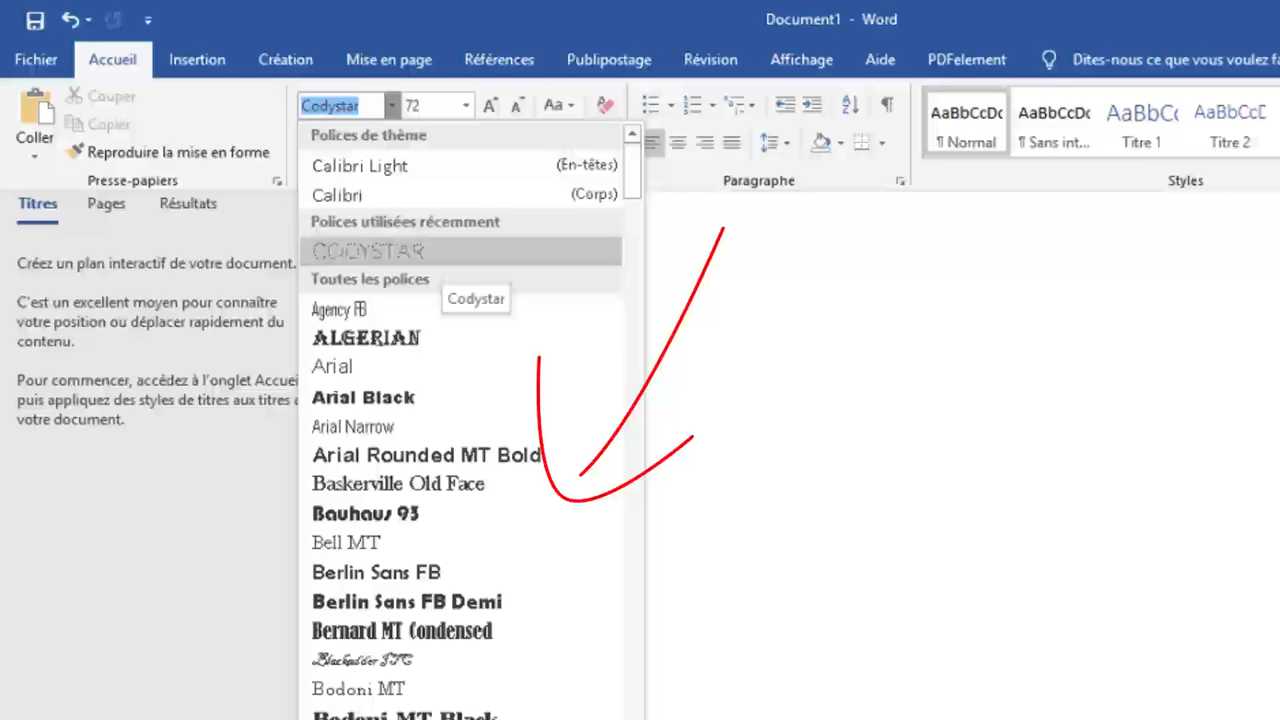 Document1 - Word
Fichier Accueil Insertion Création Mise en page Références Publipostage Révision Affichage Aide PDFelement Dites-nous ce que vous voulez fa
Couper
Copier
Coller
Reproduire la mise en forme
Presse-papiers
Codystar 72
Aa
Paragraphe
AaBbCcDc AaBbCcDc AaBbCc AaBbCcD
¶ Normal ¶ Sans int... Titre 1 Titre 2
Styles
Titres Pages Résultats
Créez un plan interactif de votre document.
C'est un excellent moyen pour connaître
votre position ou déplacer rapidement du
contenu.
Pour commencer, accédez à l'onglet Accuei
puis appliquez des styles de titres aux titres
votre document.
Polices de thème
Calibri Light (En-têtes)
Calibri (Corps)
Polices utilisées récemment
CODYSTAR
Toutes les polices
Codystar
Agency FB
ALGERIAN
Arial
Arial Black
Arial Narrow
Arial Rounded MT Bold
Baskerville Old Face
Bauhaus 93
Bell MT
Berlin Sans FB
Berlin Sans FB Demi
Bernard MT Condensed
Blackadder ITC
Bodoni MT
Bodoni MT Black